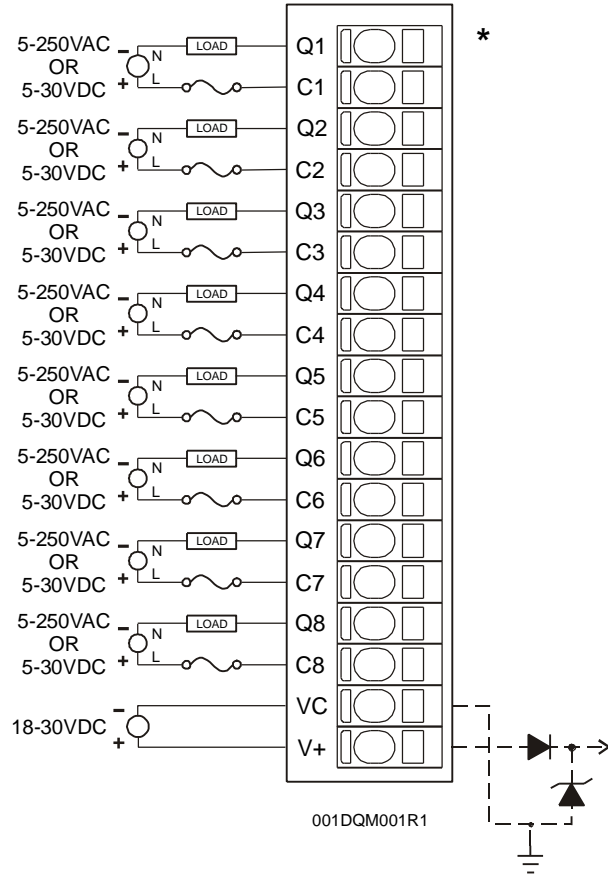 5-250VAC
OR
5-30VDC
–
+
N
L
LOAD
Q1
C1
*
5-250VAC
OR
5-30VDC
–
+
N
L
LOAD
Q2
C2
5-250VAC
OR
5-30VDC
–
+
N
L
LOAD
Q3
C3
5-250VAC
OR
5-30VDC
–
+
N
L
LOAD
Q4
C4
5-250VAC
OR
5-30VDC
–
+
N
L
LOAD
Q5
C5
5-250VAC
OR
5-30VDC
–
+
N
L
LOAD
Q6
C6
5-250VAC
OR
5-30VDC
–
+
N
L
LOAD
Q7
C7
5-250VAC
OR
5-30VDC
–
+
N
L
LOAD
Q8
C8
18-30VDC
–
+
VC
V+
001DQM001R1